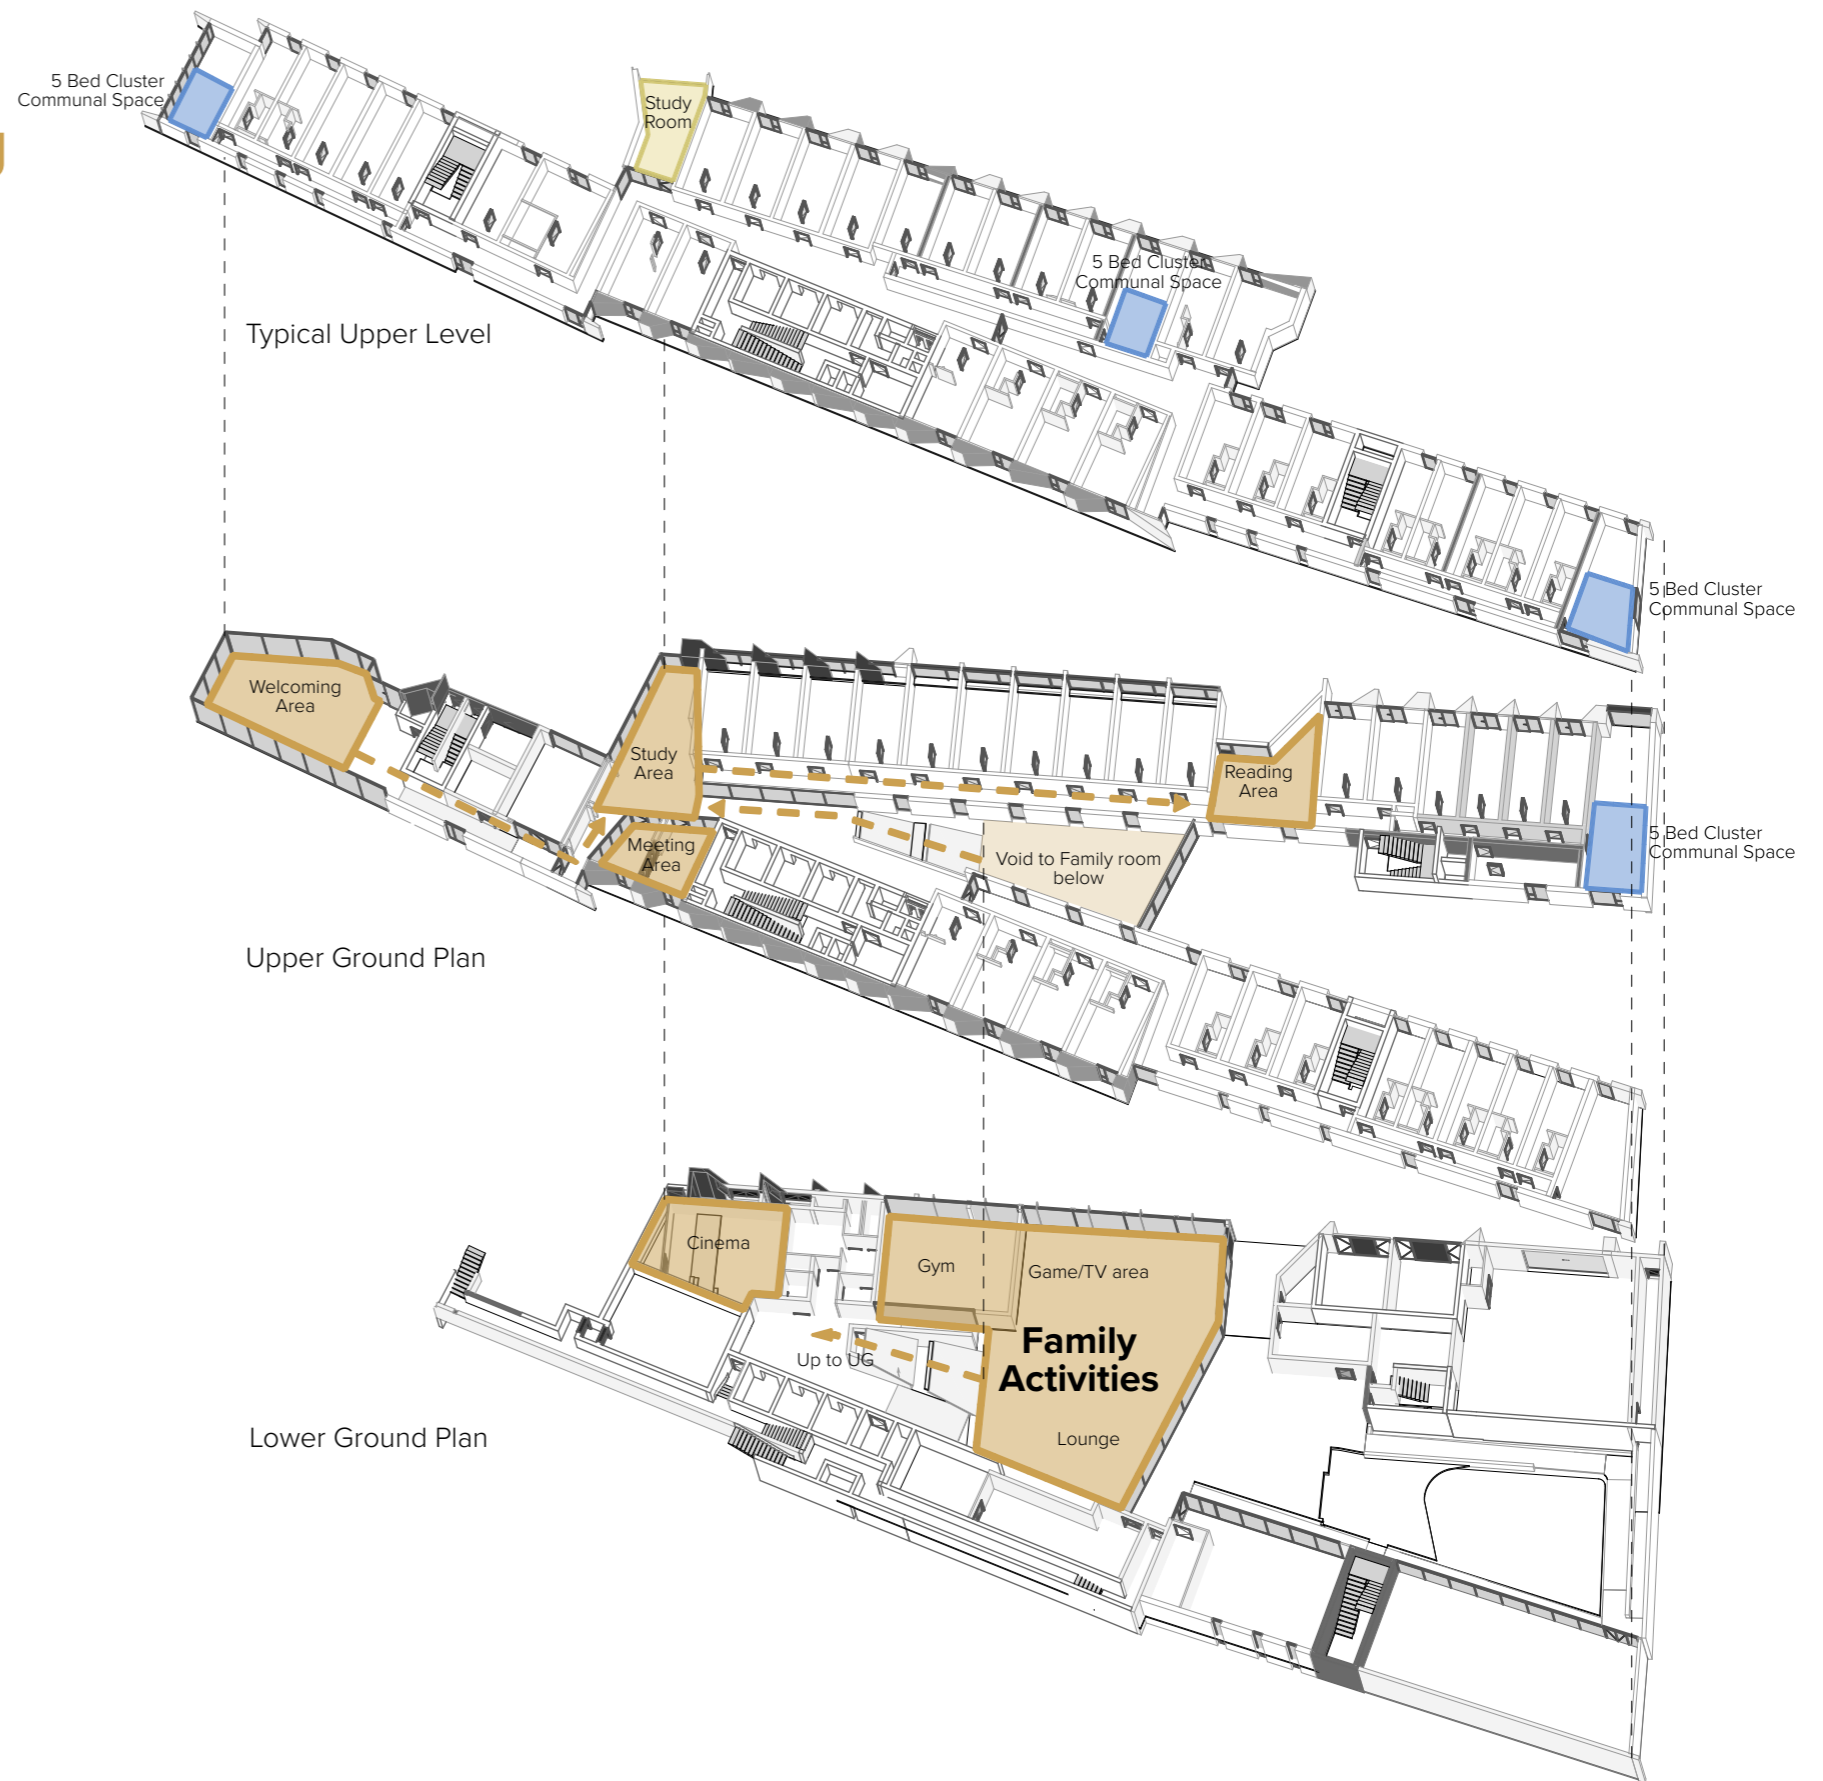 5 Bed Cluster
Communal Space
Study
Room
5 Bed Cluster
Communal Space
Typical Upper Level
5 Bed Cluster
Communal Space
Welcoming
Area
Study
Area
Reading
Area
Meeting
Area
Void to Family room
below
5 Bed Cluster
Communal Space
Upper Ground Plan
Cinema
Gym
Game/TV area
Family
Activities
Up to UG
Lounge
Lower Ground Plan